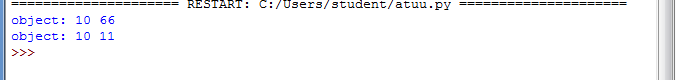 ===================== RESTART: C:/Users/student/atuu.py =====================
object: 10 66
object: 10 11
>>>